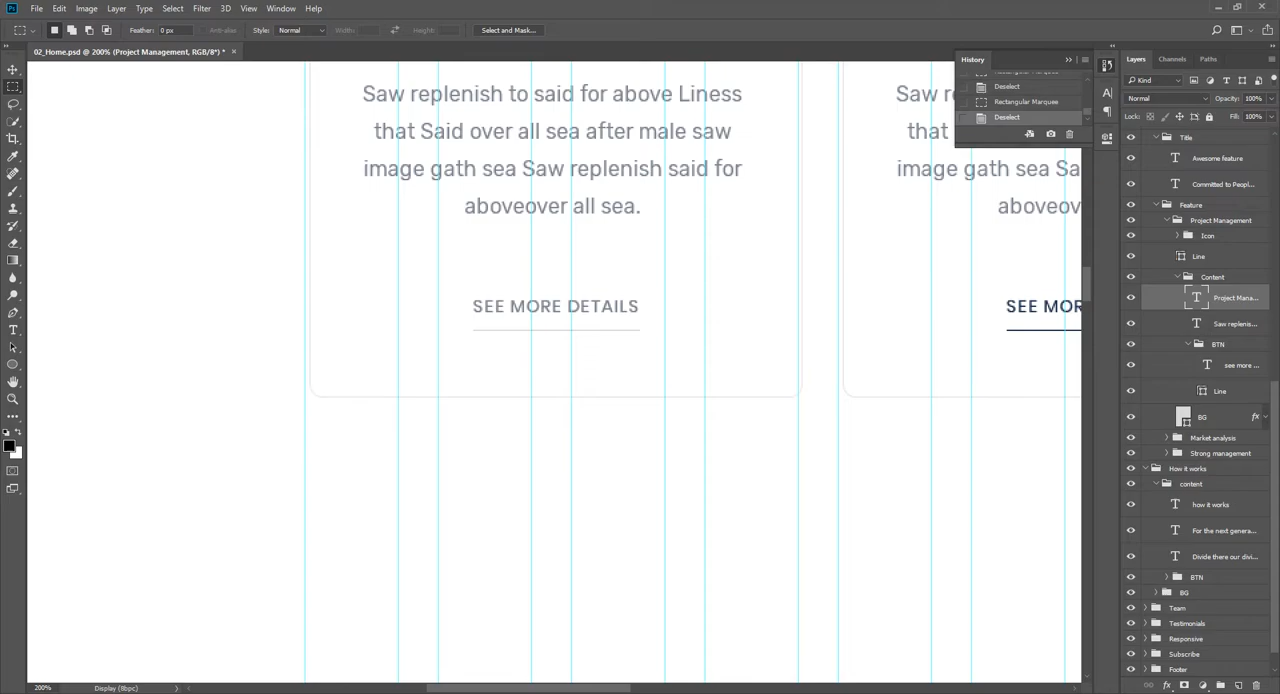 Ps File Edit Image Layer Type Select Filter 3D View Window Help
Feather: 0 px Anti-alias Style: Normal Width: Height: Select and Mask...
02_Home.psd @ 200% (Project Management, RGB/8*) * ×
History
Deselect
Rectangular Marquee
Deselect
Saw replenish to said for above Liness
that Said over all sea after male saw
image gath sea Saw replenish said for
aboveover all sea.
SEE MORE DETAILS
Saw r
that
image gath sea Sa
aboveov
SEE MOR
Layers Channels Paths
Kind
Normal Opacity: 100%
Lock: Fill: 100%
Title
Awesome feature
Committed to Peopl...
Feature
Project Management
Icon
Line
Content
Project Mana...
Saw replenis...
BTN
see more ...
Line
BG fx
Market analysis
Strong management
How it works
content
how it works
For the next genera...
Divide there our divi...
BTN
BG
Team
Testimonials
Responsive
Subscribe
Footer
200% Display (8bpc)